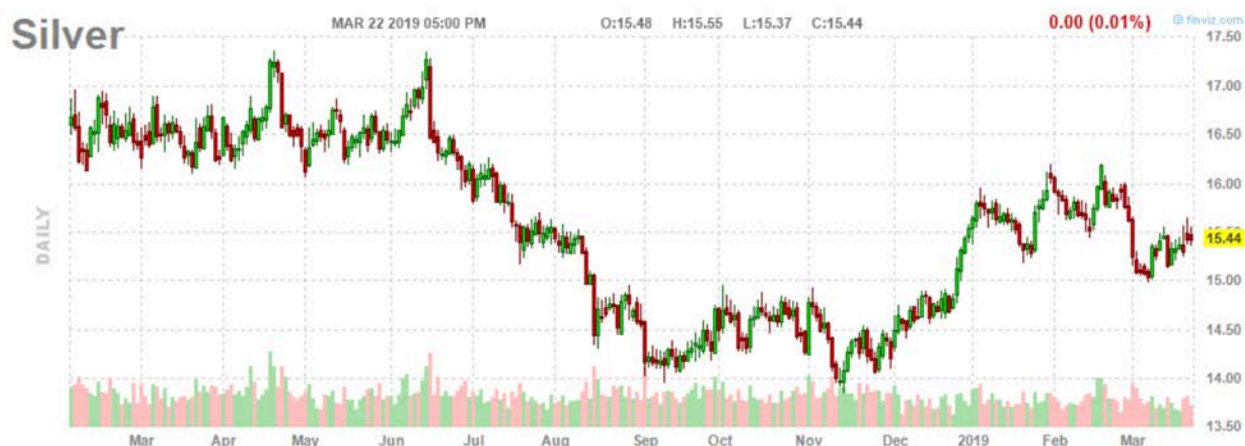 Silver
MAR 22 2019 05:00 PM O:15.48 H:15.55 L:15.37 C:15.44 0.00 (0.01%) © finviz.com
17.50
17.00
16.50
16.00
15.50
15.44
15.00
14.50
14.00
13.50
DAILY
Mar Apr May Jun Jul Aug Sep Oct Nov Dec 2019 Feb Mar